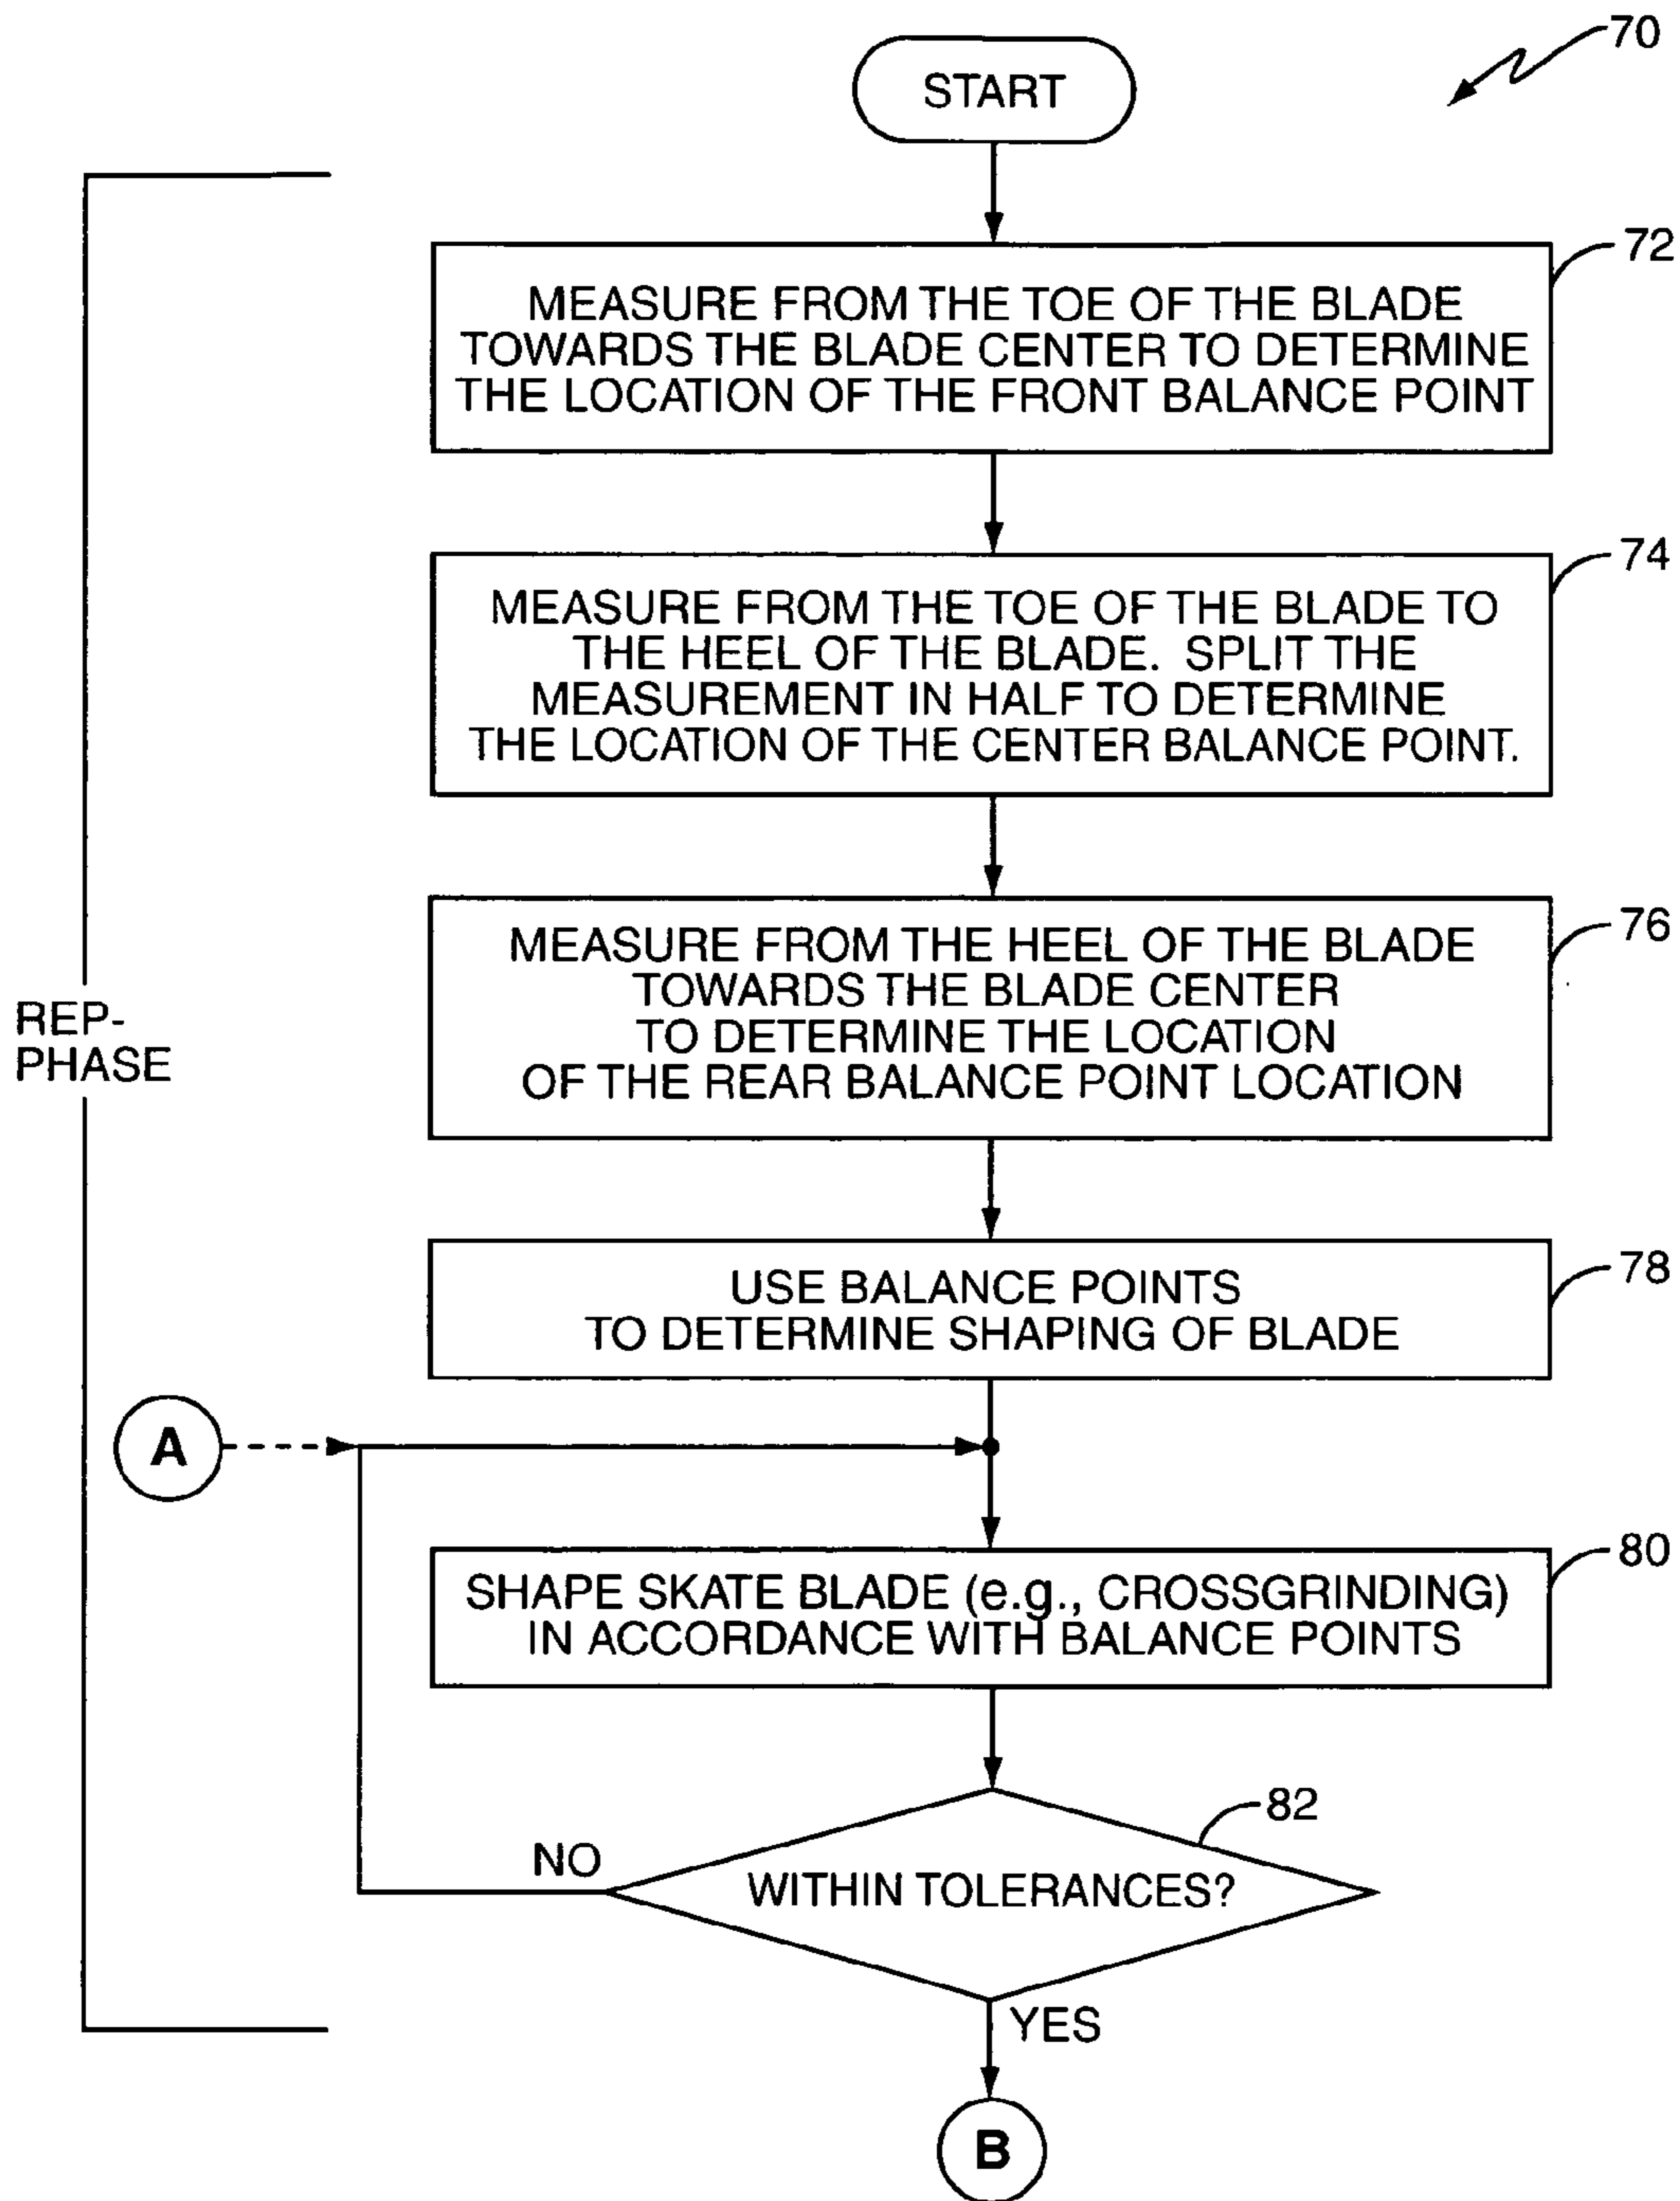 70
START
72
MEASURE FROM THE TOE OF THE BLADE
TOWARDS THE BLADE CENTER TO DETERMINE
THE LOCATION OF THE FRONT BALANCE POINT
74
MEASURE FROM THE TOE OF THE BLADE TO
THE HEEL OF THE BLADE. SPLIT THE
MEASUREMENT IN HALF TO DETERMINE
THE LOCATION OF THE CENTER BALANCE POINT.
76
MEASURE FROM THE HEEL OF THE BLADE
TOWARDS THE BLADE CENTER
TO DETERMINE THE LOCATION
OF THE REAR BALANCE POINT LOCATION
REP-
PHASE
78
USE BALANCE POINTS
TO DETERMINE SHAPING OF BLADE
A
80
SHAPE SKATE BLADE (e.g., CROSSGRINDING)
IN ACCORDANCE WITH BALANCE POINTS
82
NO
WITHIN TOLERANCES?
YES
B